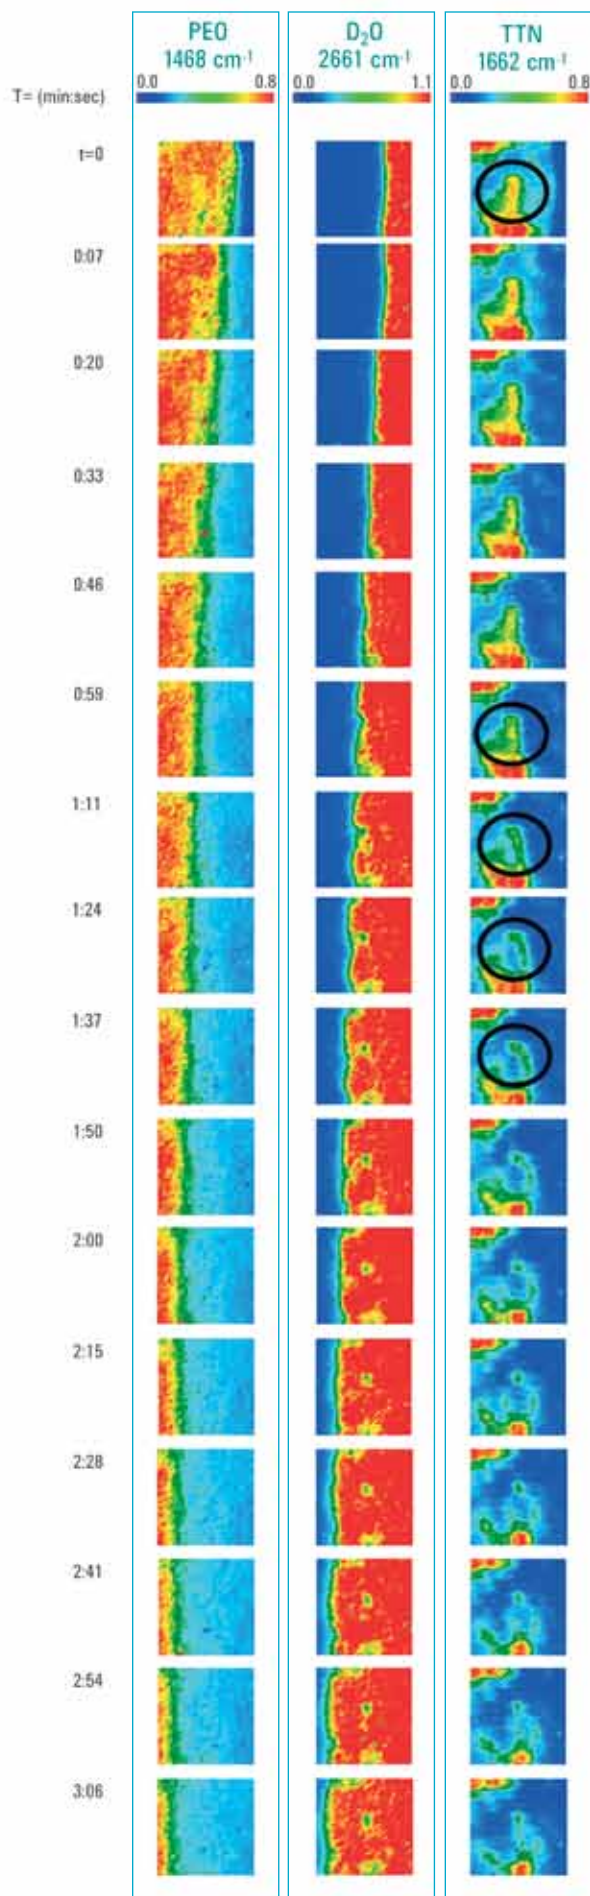 PEO
1468 cm⁻¹
D₂O
2661 cm⁻¹
TTN
1662 cm⁻¹
T= (min:sec)
0.0 0.8
0.0 1.1
0.0 0.8
t=0
0:07
0:20
0:33
0:46
0:59
1:11
1:24
1:37
1:50
2:00
2:15
2:28
2:41
2:54
3:06